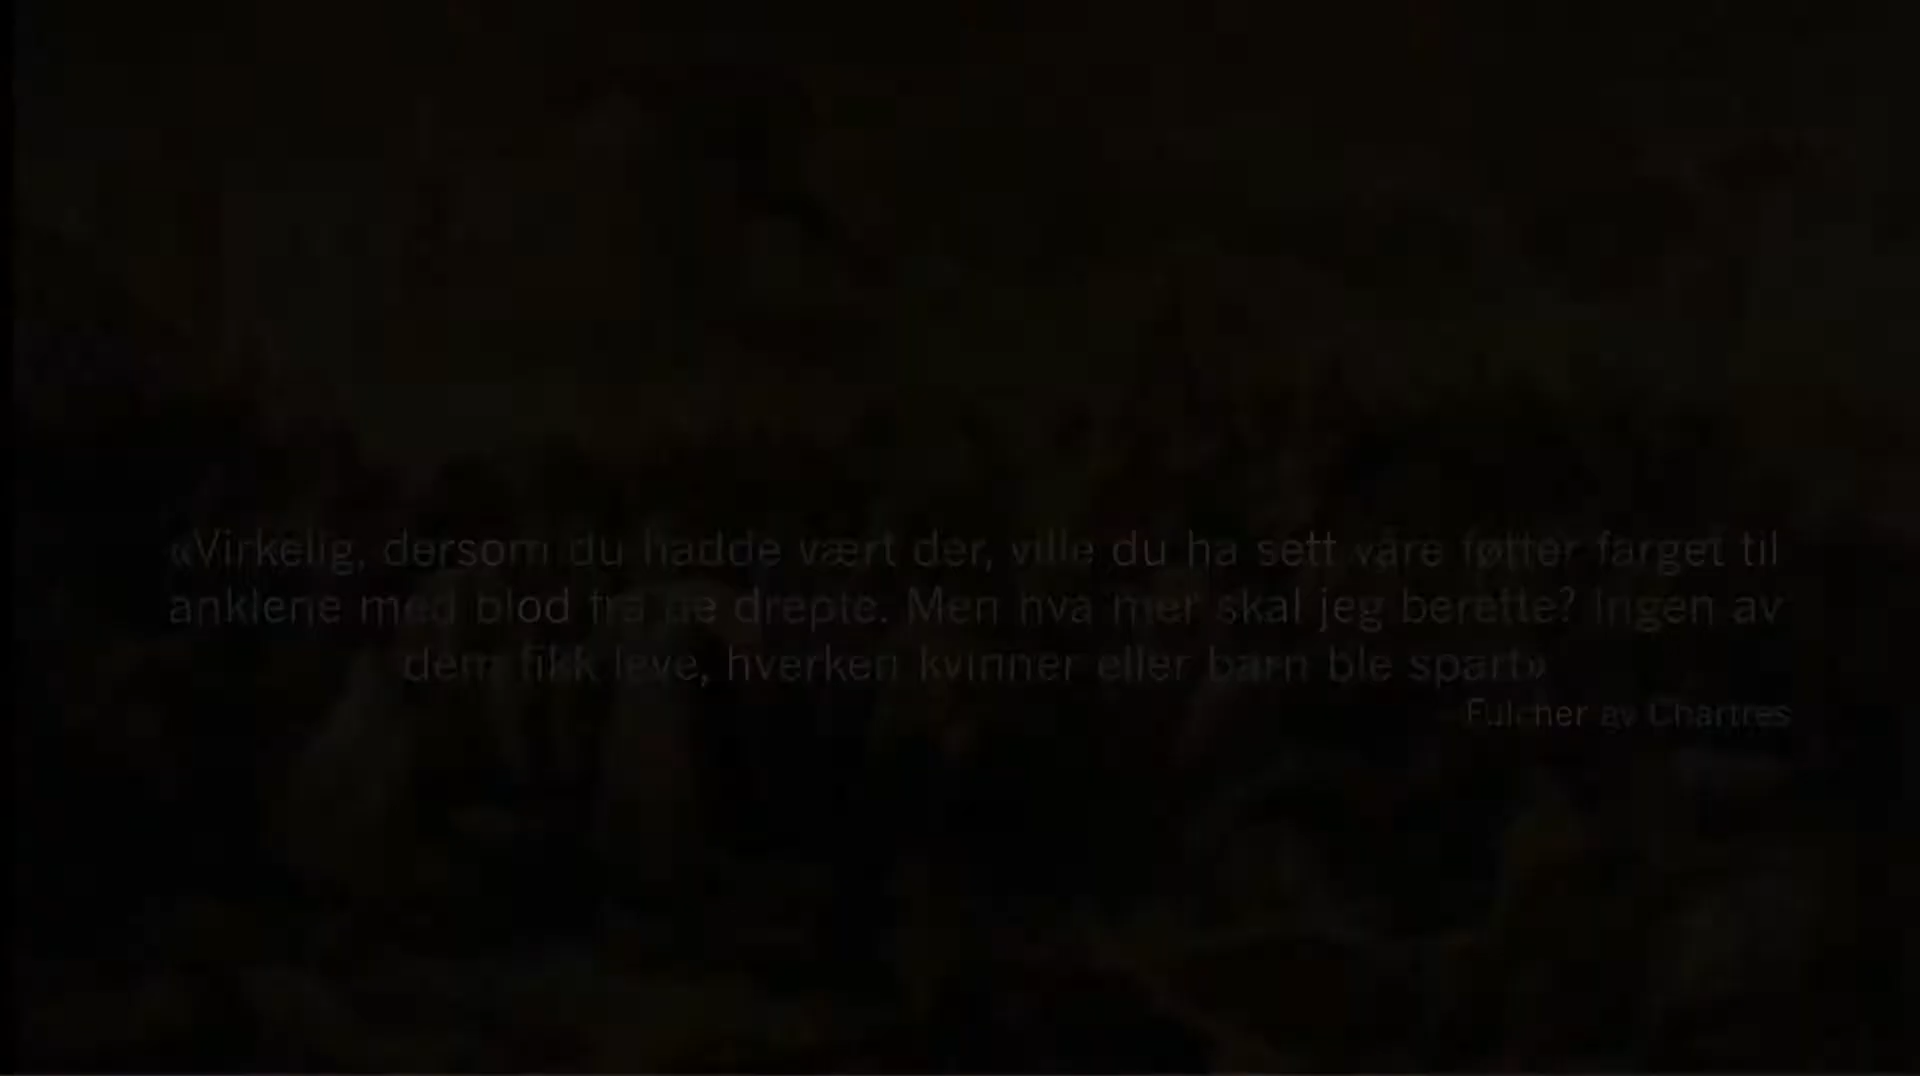 «Virkelig, dersom du hadde vært der, ville du ha sett våre føtter farget til
anklene med blod fra de drepte. Men hva mer skal jeg berette? Ingen av
dem fikk leve, hverken kvinner eller barn ble spart»
Fulcher av Chartres